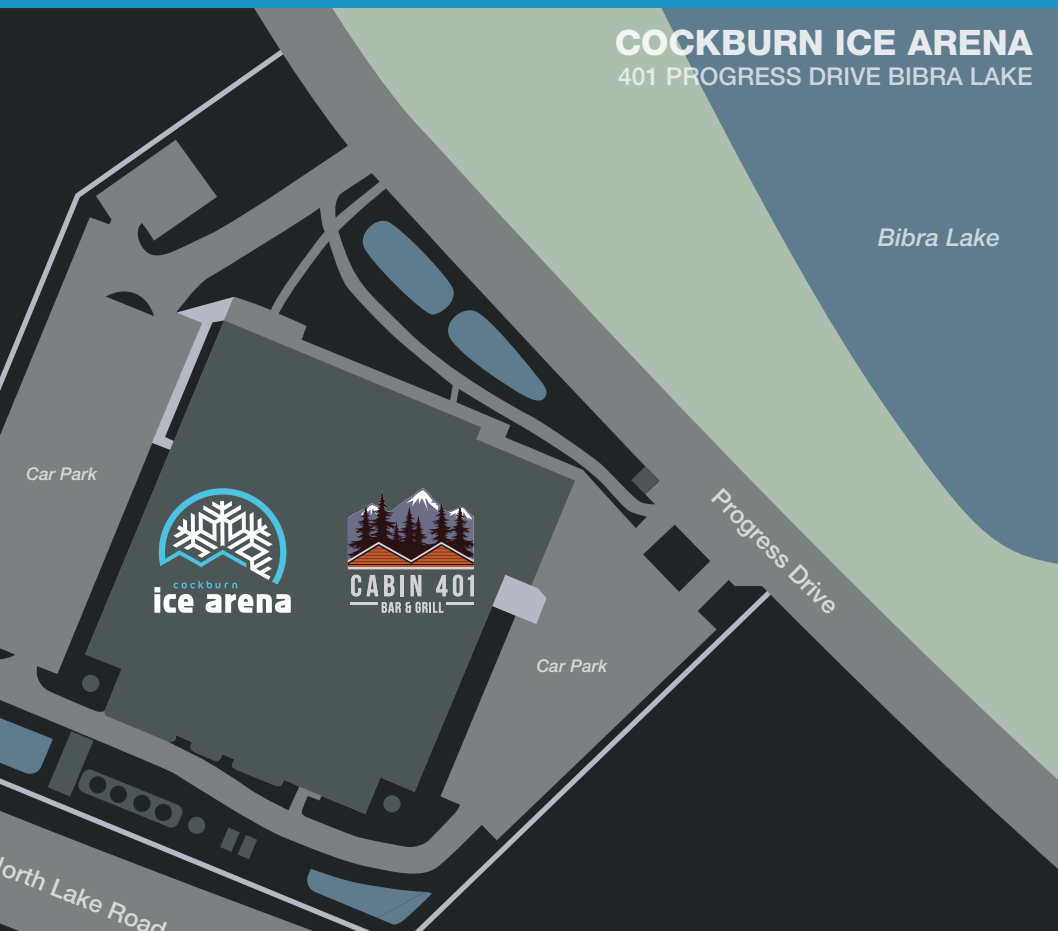 COCKBURN ICE ARENA
401 PROGRESS DRIVE BIBRA LAKE
Bibra Lake
Car Park
Progress Drive
cockburn
ice arena
CABIN 401
BAR & GRILL
Car Park
North Lake Road